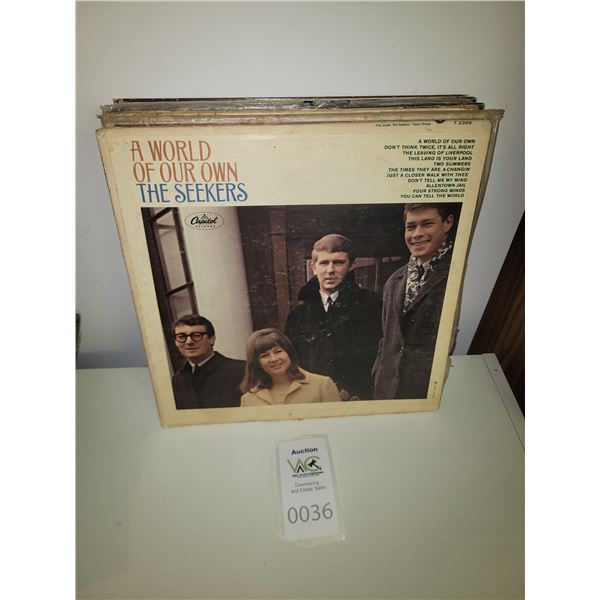 T 2369
A WORLD
OF OUR OWN
THE SEEKERS
A WORLD OF OUR OWN
DON'T THINK TWICE, IT'S ALL RIGHT
THE LEAVING OF LIVERPOOL
THIS LAND IS YOUR LAND
TWO SUMMERS
THE TIMES THEY ARE A CHANGIN'
JUST A CLOSER WALK WITH THEE
DON'T TELL ME MY MIND
ALLENTOWN JAIL
FOUR STRONG WINDS
YOU CAN TELL THE WORLD
Capitol
RECORDS
Auction
Downsizing
and Estate Sales
0036